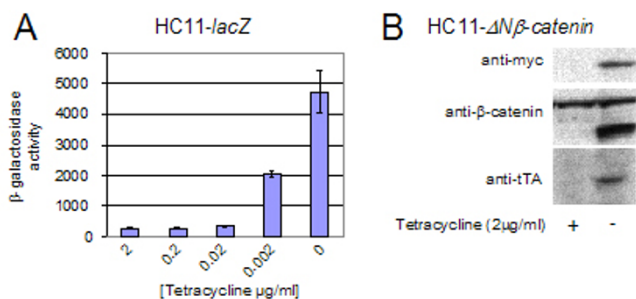 A
HC11-lacZ
6000
5000
4000
3000
2000
1000
0
β-galactosidase
activity
2
0.2
0.02
0.002
0
[Tetracycline µg/ml]
B
HC11-ΔNβ-catenin
anti-myc
anti-β-catenin
anti-tTA
Tetracycline (2µg/ml) + -